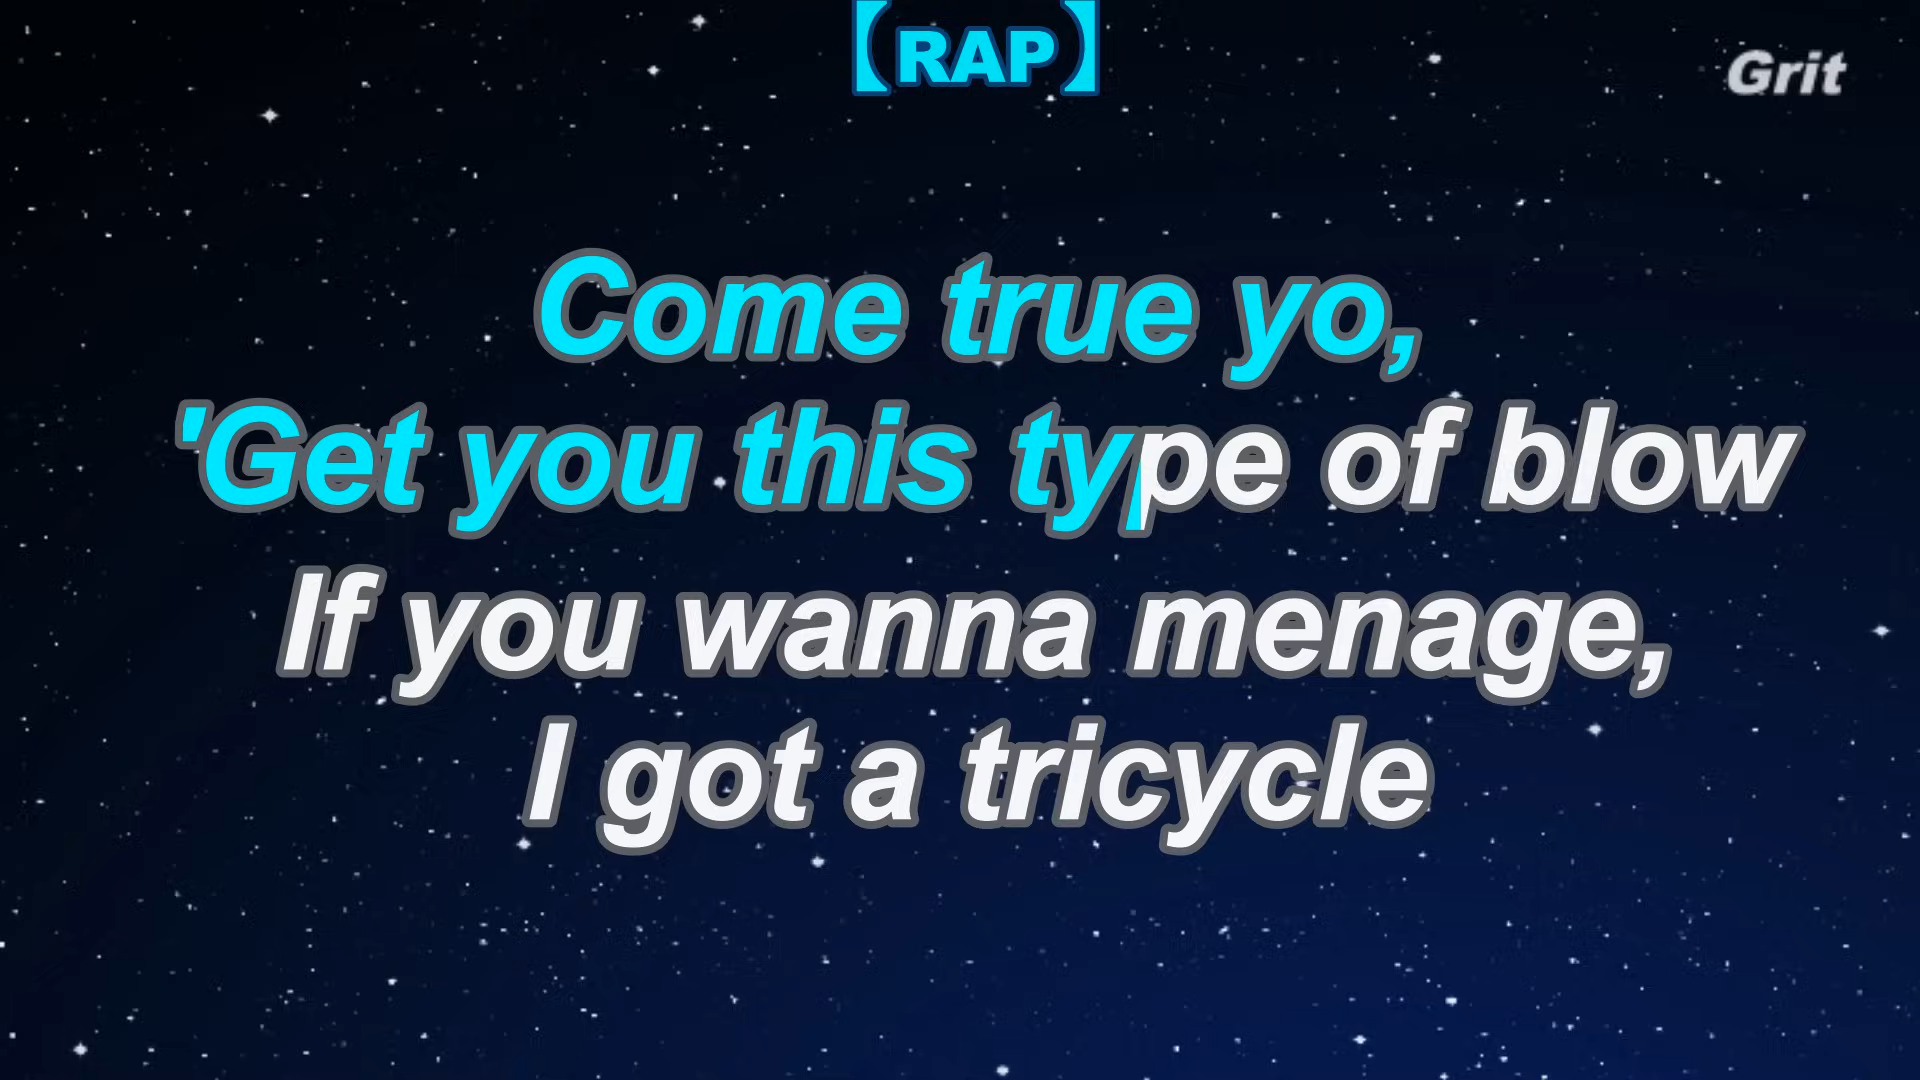 【RAP】
Grit
Come true yo,
'Get you this type of blow
If you wanna menage,
I got a tricycle